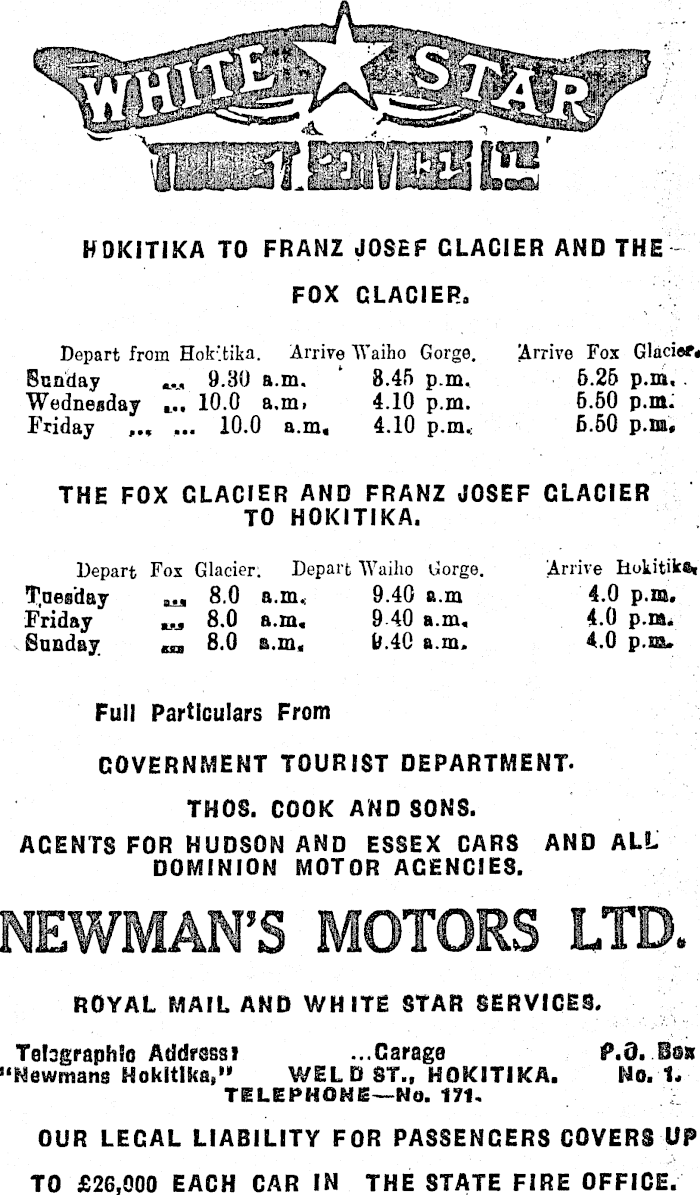 WHITE STAR
HOKITIKA TO FRANZ JOSEF GLACIER AND THE
FOX GLACIER.
Depart from Hokitika. Arrive Waiho Gorge. Arrive Fox Glacier.
Sunday ... 9.30 a.m. 3.45 p.m. 5.25 p.m.
Wednesday ... 10.0 a.m. 4.10 p.m. 5.50 p.m.
Friday ... ... 10.0 a.m. 4.10 p.m. 5.50 p.m.
THE FOX GLACIER AND FRANZ JOSEF GLACIER
TO HOKITIKA.
Depart Fox Glacier. Depart Waiho Gorge. Arrive Hokitika.
Tuesday ... 8.0 a.m. 9.40 a.m 4.0 p.m.
Friday ... 8.0 a.m. 9.40 a.m. 4.0 p.m.
Sunday ... 8.0 a.m. 9.40 a.m. 4.0 p.m.
Full Particulars From
GOVERNMENT TOURIST DEPARTMENT.
THOS. COOK AND SONS.
AGENTS FOR HUDSON AND ESSEX CARS AND ALL
DOMINION MOTOR AGENCIES.
NEWMAN'S MOTORS LTD.
ROYAL MAIL AND WHITE STAR SERVICES.
Telegraphic Address: ...Garage P.O. Box
"Newmans Hokitika," WELD ST., HOKITIKA. No. 1.
TELEPHONE—No. 171.
OUR LEGAL LIABILITY FOR PASSENGERS COVERS UP
TO £26,000 EACH CAR IN THE STATE FIRE OFFICE.